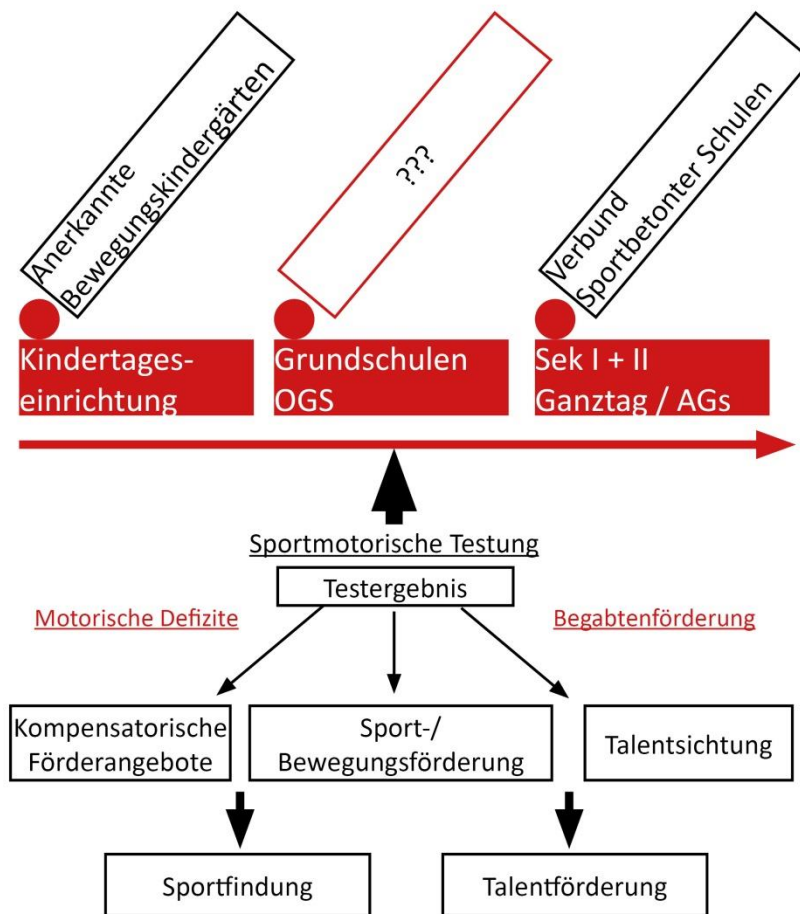 Anerkannte
Bewegungskindergärten
???
Verbund
Sportbetonter Schulen
Kindertages-
einrichtung
Grundschulen
OGS
Sek I + II
Ganztag / AGs
Sportmotorische Testung
Testergebnis
Motorische Defizite
Begabtenförderung
Kompensatorische
Förderangebote
Sport-/
Bewegungsförderung
Talentsichtung
Sportfindung
Talentförderung